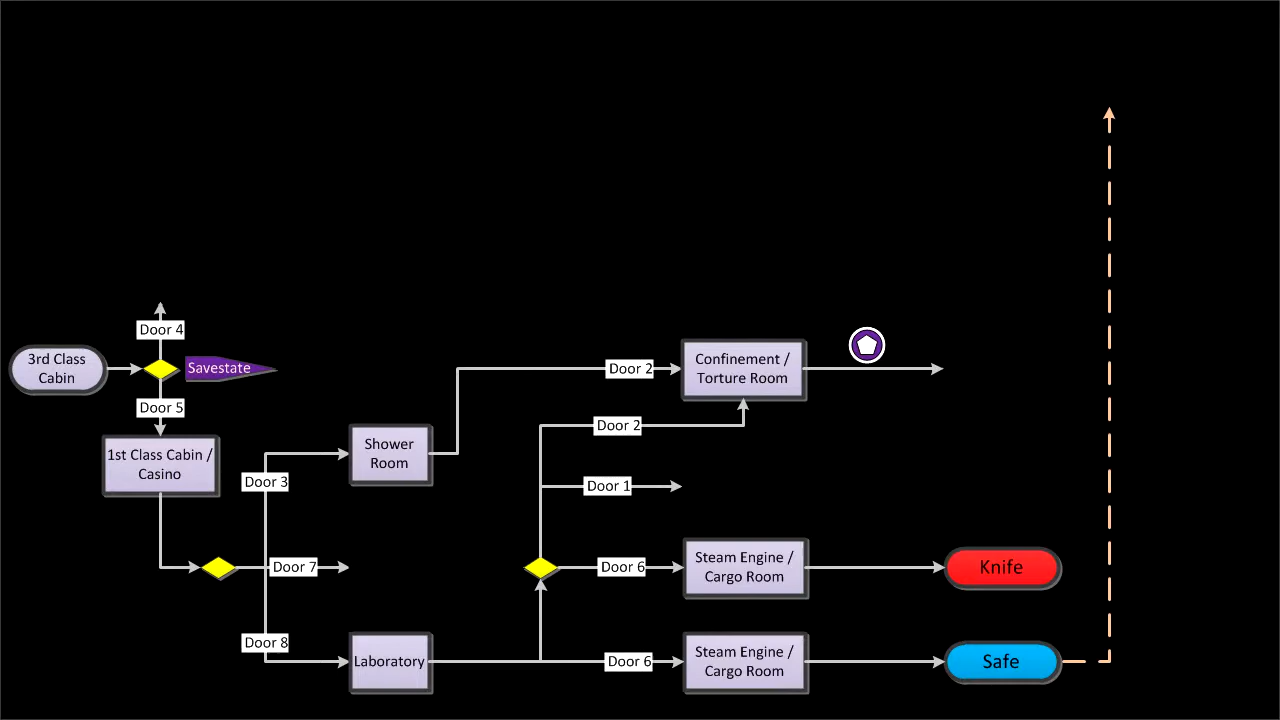 Door 4
3rd Class
Cabin
Savestate
Door 5
1st Class Cabin /
Casino
Door 3
Shower
Room
Door 7
Door 8
Laboratory
Door 2
Confinement /
Torture Room
Door 2
Door 1
Door 6
Steam Engine /
Cargo Room
Knife
Door 6
Steam Engine /
Cargo Room
Safe